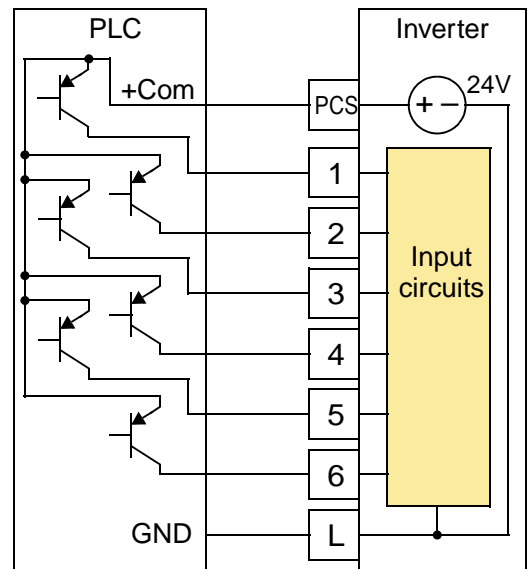 PLC
Inverter
+Com
PCS
+ −
24V
1
2
3
4
5
6
Input
circuits
GND
L